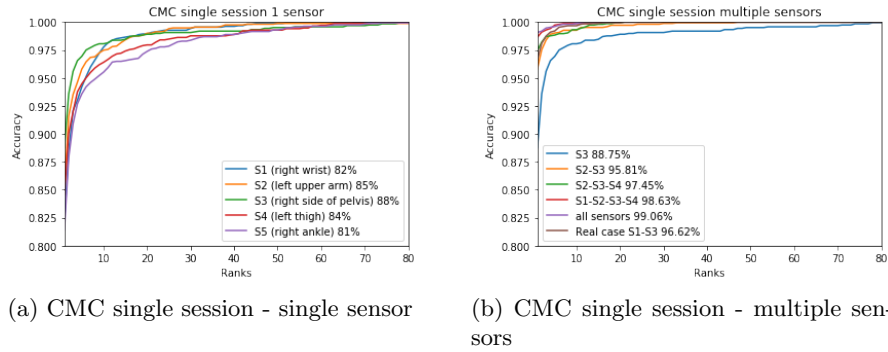 CMC single session 1 sensor
1.000
0.975
0.950
0.925
0.900
0.875
0.850
0.825
0.800
Accuracy
S1 (right wrist) 82%
S2 (left upper arm) 85%
S3 (right side of pelvis) 88%
S4 (left thigh) 84%
S5 (right ankle) 81%
10 20 30 40 50 60 70 80
Ranks
(a) CMC single session - single sensor
CMC single session multiple sensors
1.000
0.975
0.950
0.925
0.900
0.875
0.850
0.825
0.800
Accuracy
S3 88.75%
S2-S3 95.81%
S2-S3-S4 97.45%
S1-S2-S3-S4 98.63%
all sensors 99.06%
Real case S1-S3 96.62%
10 20 30 40 50 60 70 80
Ranks
(b) CMC single session - multiple sen-
sors